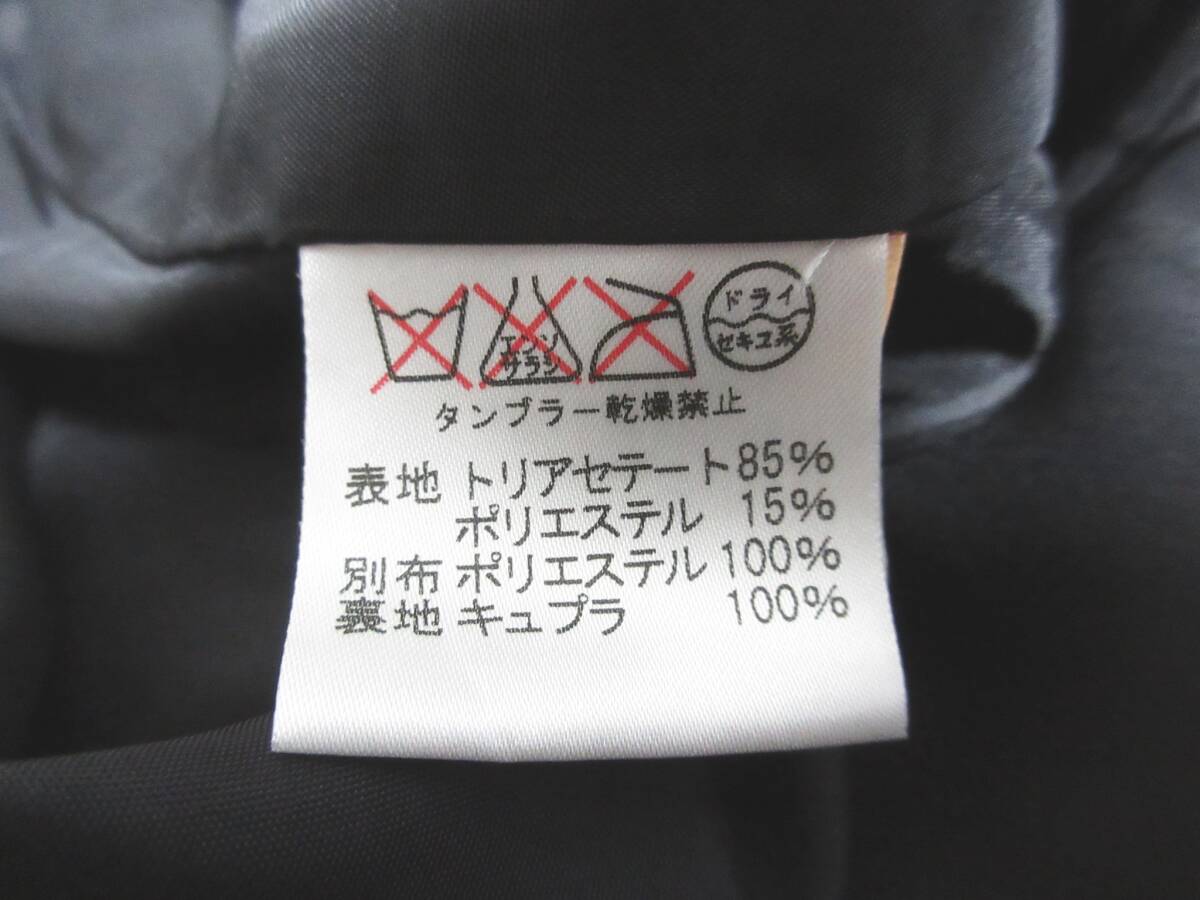 エンソ
サラシ
ドライ
セキユ系
タンブラー乾燥禁止
表地 トリアセテート 85%
ポリエステル 15%
別布 ポリエステル 100%
裏地 キュプラ 100%